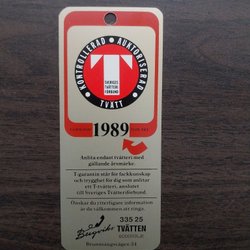 KONTROLLERAD • AUKTORISERAD
TVÄTT
T
SVERIGES
TVÄTTERI
FÖRBUND
1989
Anlita endast tvätteri med
gällande årsmärke.
T-garantin står för fackkunskap
och trygghet för dig som anlitar
ett T-tvätteri, anslutet
till Sveriges Tvätteriförbund.
Önskar du ytterligare information
är du välkommen att ringa.
335 25
TVÄTTEN